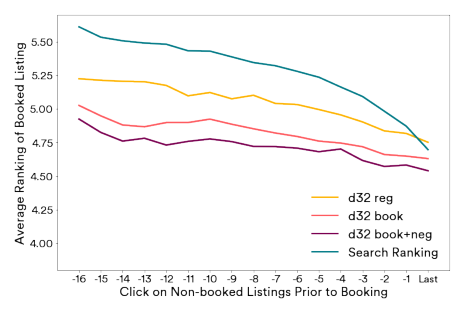 Average Ranking of Booked Listing
5.50
5.25
5.00
4.75
4.50
4.25
4.00
d32 reg
d32 book
d32 book+neg
Search Ranking
-16 -15 -14 -13 -12 -11 -10 -9 -8 -7 -6 -5 -4 -3 -2 -1 Last
Click on Non-booked Listings Prior to Booking